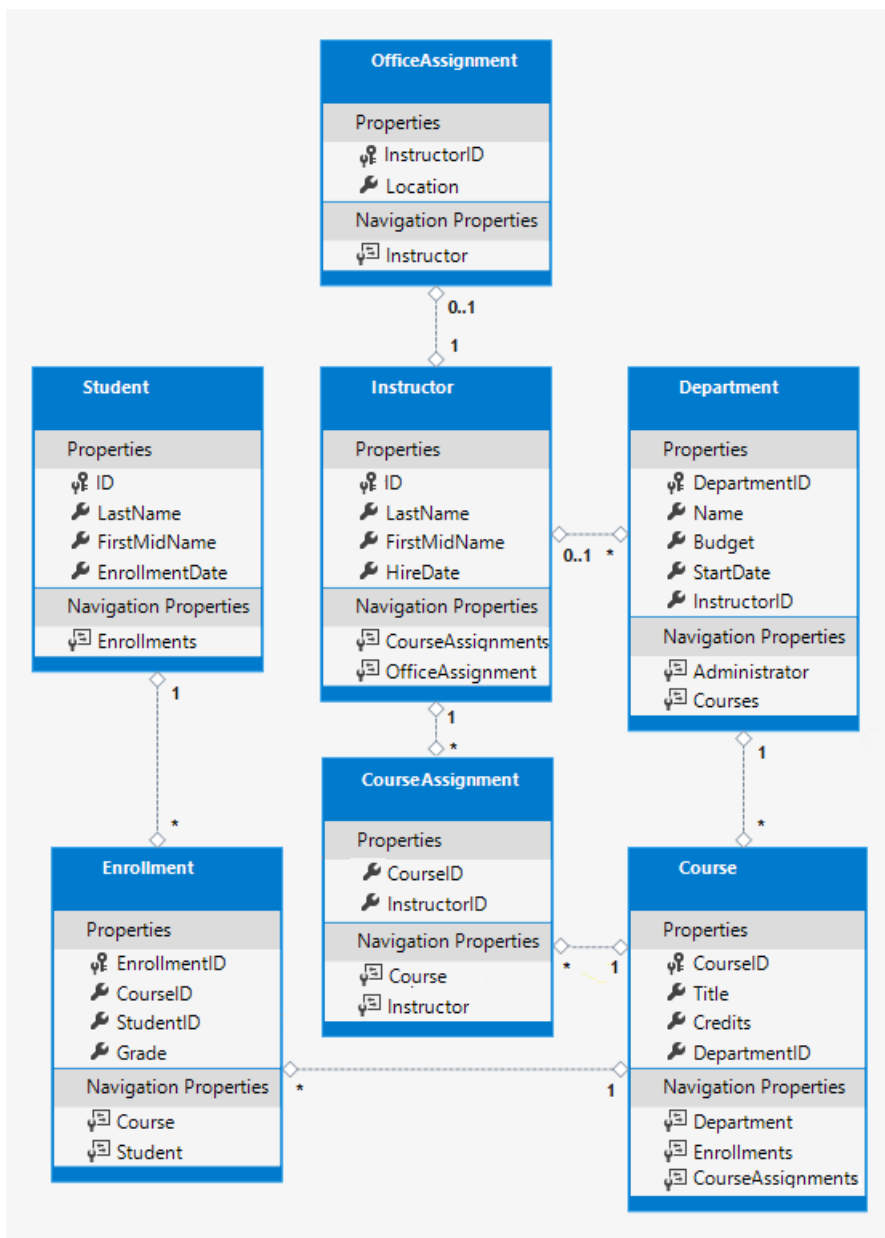 OfficeAssignment
Properties
InstructorID
Location
Navigation Properties
Instructor
0..1
1
Student
Properties
ID
LastName
FirstMidName
EnrollmentDate
Navigation Properties
Enrollments
Instructor
Properties
ID
LastName
FirstMidName
HireDate
Navigation Properties
CourseAssignments
OfficeAssignment
0..1 *
Department
Properties
DepartmentID
Name
Budget
StartDate
InstructorID
Navigation Properties
Administrator
Courses
1
*
1
*
1
*
CourseAssignment
Properties
CourseID
InstructorID
Navigation Properties
Course
Instructor
* 1
Enrollment
Properties
EnrollmentID
CourseID
StudentID
Grade
Navigation Properties
Course
Student
* 1
Course
Properties
CourseID
Title
Credits
DepartmentID
Navigation Properties
Department
Enrollments
CourseAssignments